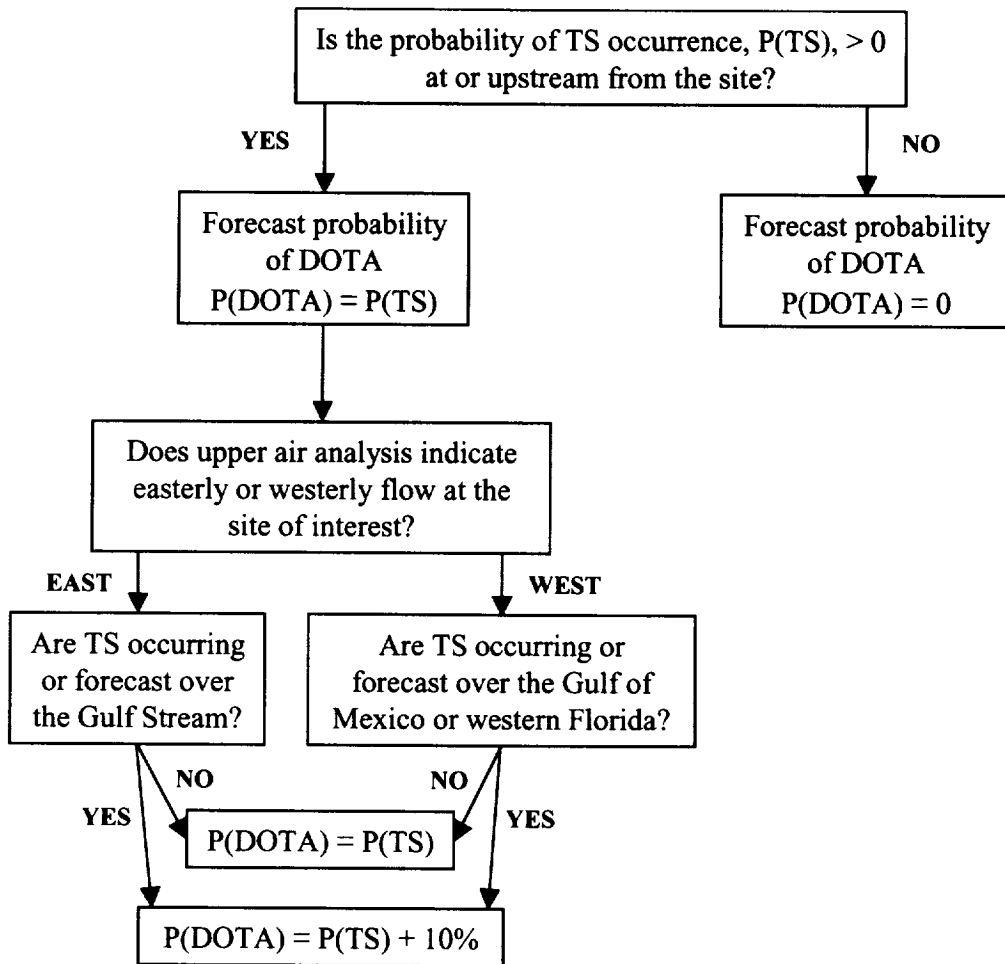 Is the probability of TS occurrence, P(TS), > 0
at or upstream from the site?
YES
NO
Forecast probability
of DOTA
P(DOTA) = P(TS)
Forecast probability
of DOTA
P(DOTA) = 0
Does upper air analysis indicate
easterly or westerly flow at the
site of interest?
EAST
WEST
Are TS occurring
or forecast over
the Gulf Stream?
Are TS occurring or
forecast over the Gulf of
Mexico or western Florida?
NO
NO
YES
YES
P(DOTA) = P(TS)
P(DOTA) = P(TS) + 10%